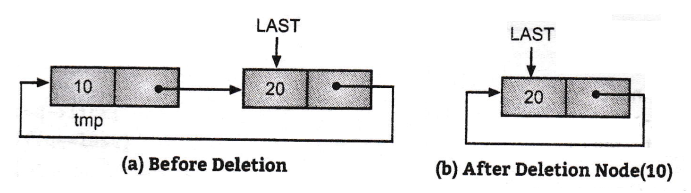 LAST
10
20
tmp
(a) Before Deletion
LAST
20
(b) After Deletion Node(10)